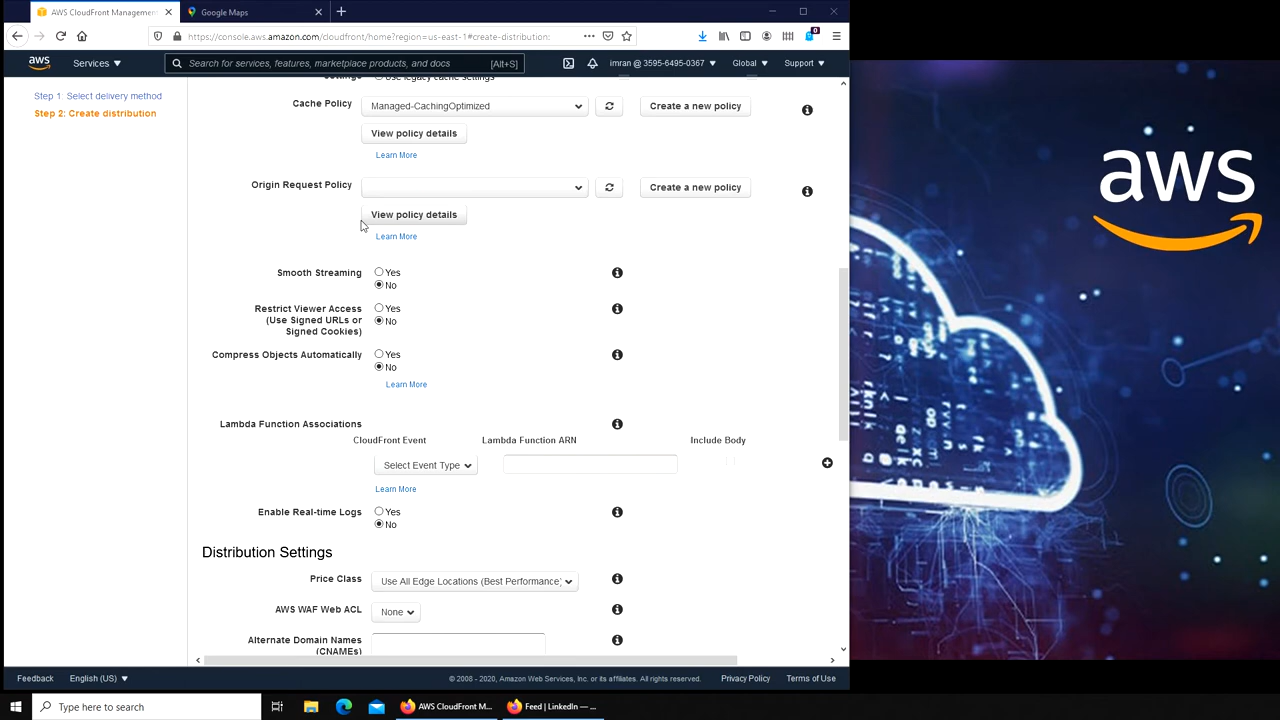 AWS CloudFront Management
Google Maps
https://console.aws.amazon.com/cloudfront/home?region=us-east-1#create-distribution:
0
aws
Services
Search for services, features, marketplace products, and docs
[Alt+S]
imran @ 3595-6495-0367
Global
Support
Step 1: Select delivery method
Step 2: Create distribution
Settings
Use legacy cache settings
Cache Policy
Managed-CachingOptimized
Create a new policy
View policy details
Learn More
Origin Request Policy
Create a new policy
View policy details
Learn More
Smooth Streaming
Yes
No
Restrict Viewer Access
(Use Signed URLs or
Signed Cookies)
Yes
No
Compress Objects Automatically
Yes
No
Learn More
Lambda Function Associations
CloudFront Event
Lambda Function ARN
Include Body
Select Event Type
Learn More
Enable Real-time Logs
Yes
No
Distribution Settings
Price Class
Use All Edge Locations (Best Performance)
AWS WAF Web ACL
None
Alternate Domain Names
(CNAMEs)
Feedback
English (US)
© 2008 - 2020, Amazon Web Services, Inc. or its affiliates. All rights reserved.
Privacy Policy
Terms of Use
Type here to search
AWS CloudFront M...
Feed | LinkedIn — ...
aws